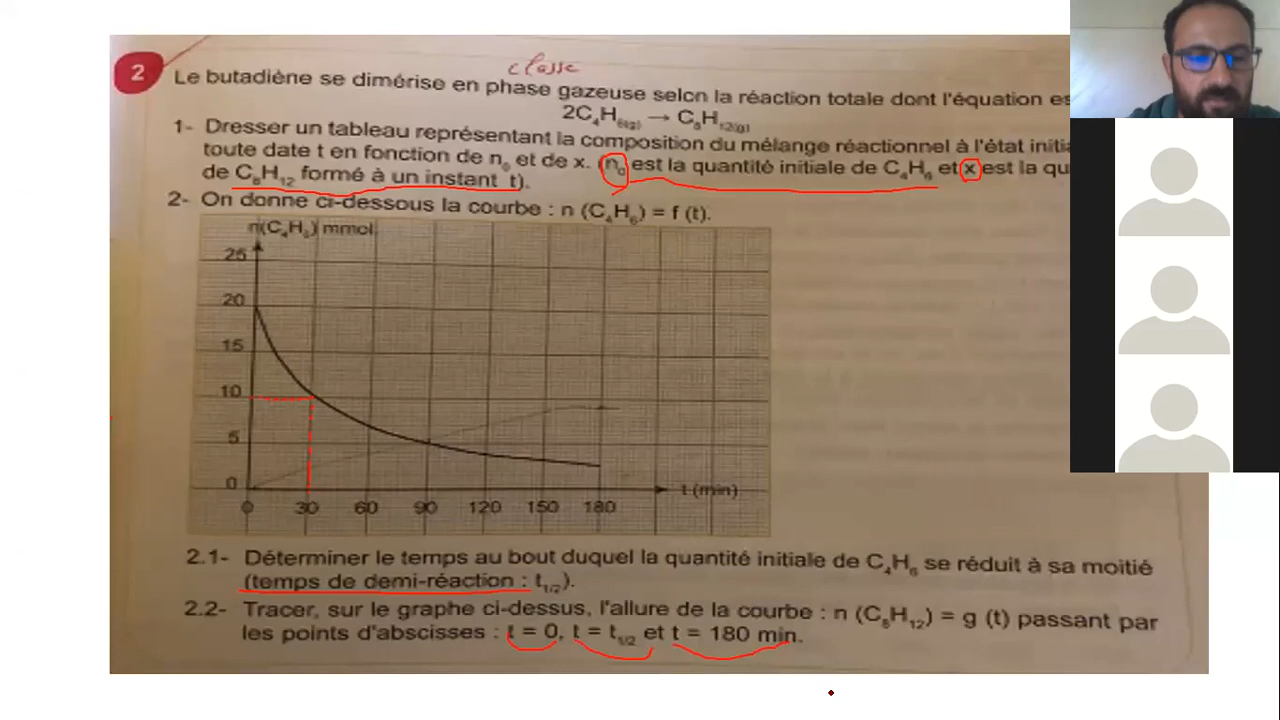 classe
2
Le butadiène se dimérise en phase gazeuse selon la réaction totale dont l'équation es
2C₄H₆₍g₎ → C₈H₁₂₍g₎
1- Dresser un tableau représentant la composition du mélange réactionnel à l'état initi
toute date t en fonction de n₀ et de x. (n₀ est la quantité initiale de C₄H₆ et x est la qu
de C₈H₁₂ formé à un instant t).
2- On donne ci-dessous la courbe : n (C₄H₆) = f (t).
n(C₄H₆) mmol
25
20
15
10
5
0
0 30 60 90 120 150 180 t (min)
2.1- Déterminer le temps au bout duquel la quantité initiale de C₄H₆ se réduit à sa moitié
(temps de demi-réaction : t₁/₂).
2.2- Tracer, sur le graphe ci-dessus, l'allure de la courbe : n (C₈H₁₂) = g (t) passant par
les points d'abscisses : t = 0, t = t₁/₂ et t = 180 min.